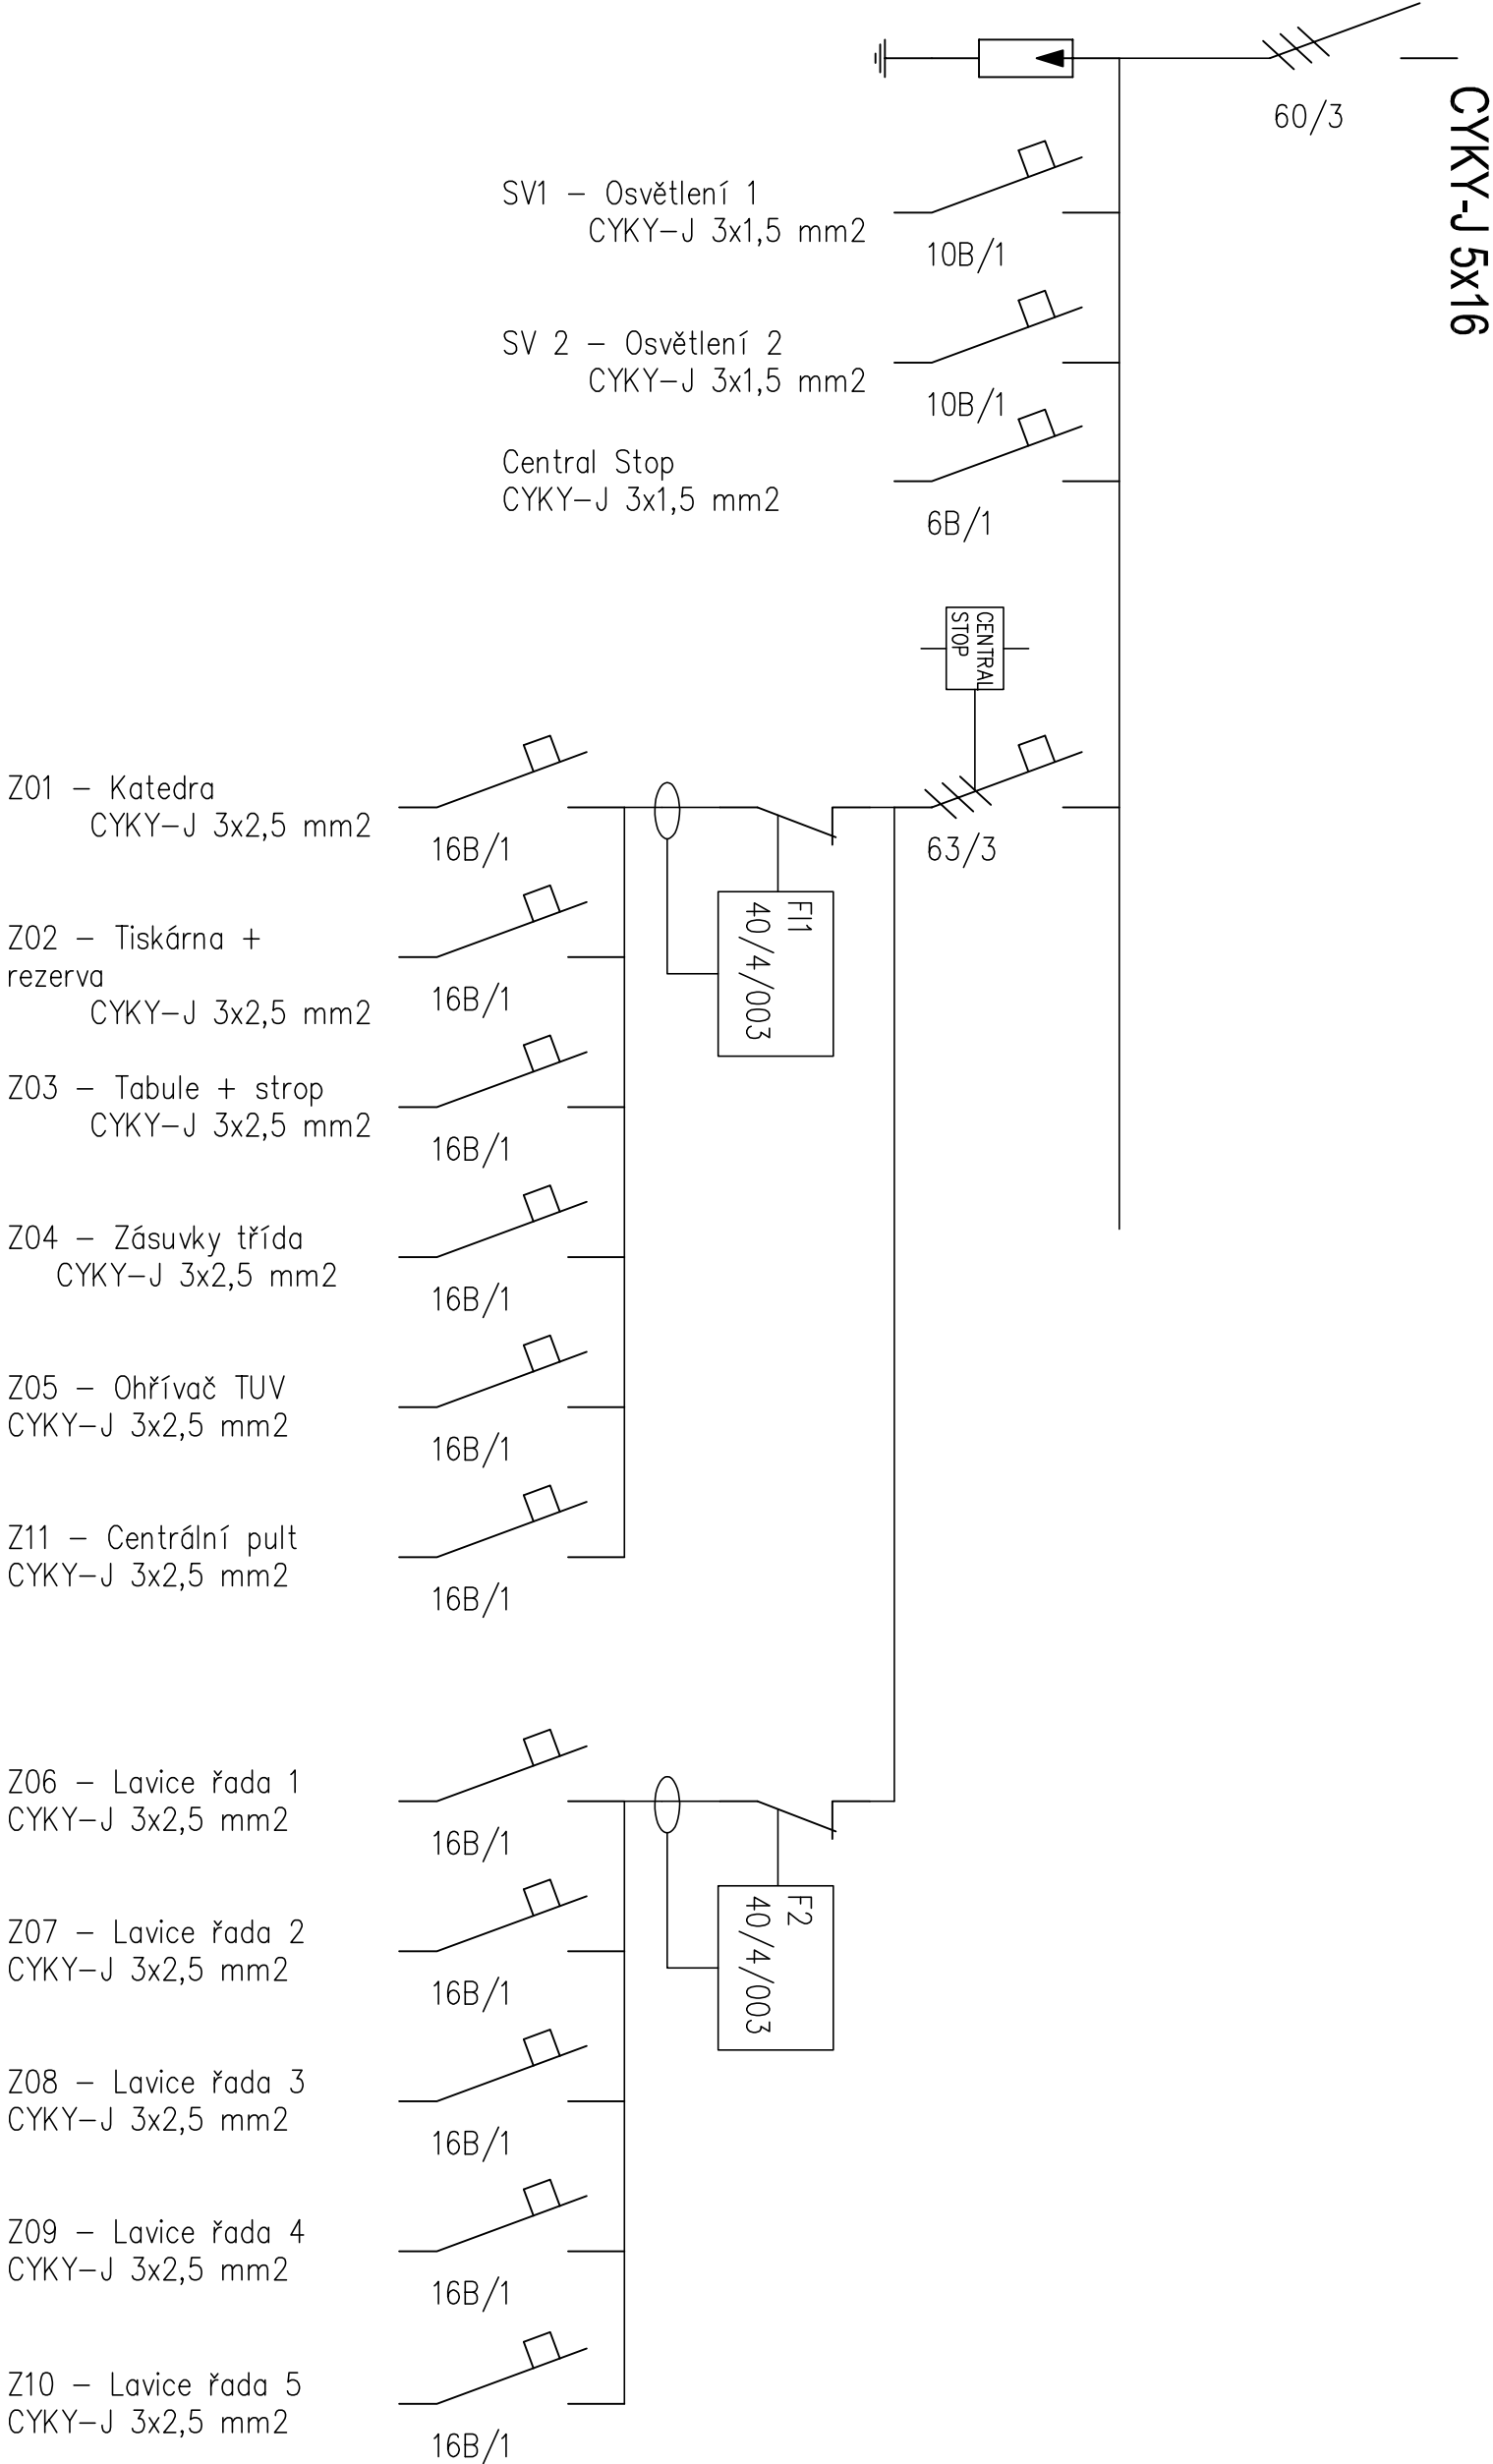 CYKY-J 5x16
60/3
SV1 – Osvětlení 1
CYKY–J 3x1,5 mm2
10B/1
SV 2 – Osvětlení 2
CYKY–J 3x1,5 mm2
10B/1
Central Stop
CYKY–J 3x1,5 mm2
6B/1
CENTRAL
STOP
63/3
Z01 – Katedra
CYKY–J 3x2,5 mm2
16B/1
FI1
40/4/003
Z02 – Tiskárna +
rezerva
CYKY–J 3x2,5 mm2
16B/1
Z03 – Tabule + strop
CYKY–J 3x2,5 mm2
16B/1
Z04 – Zásuvky třída
CYKY–J 3x2,5 mm2
16B/1
Z05 – Ohřívač TUV
CYKY–J 3x2,5 mm2
16B/1
Z11 – Centrální pult
CYKY–J 3x2,5 mm2
16B/1
Z06 – Lavice řada 1
CYKY–J 3x2,5 mm2
16B/1
F2
40/4/003
Z07 – Lavice řada 2
CYKY–J 3x2,5 mm2
16B/1
Z08 – Lavice řada 3
CYKY–J 3x2,5 mm2
16B/1
Z09 – Lavice řada 4
CYKY–J 3x2,5 mm2
16B/1
Z10 – Lavice řada 5
CYKY–J 3x2,5 mm2
16B/1